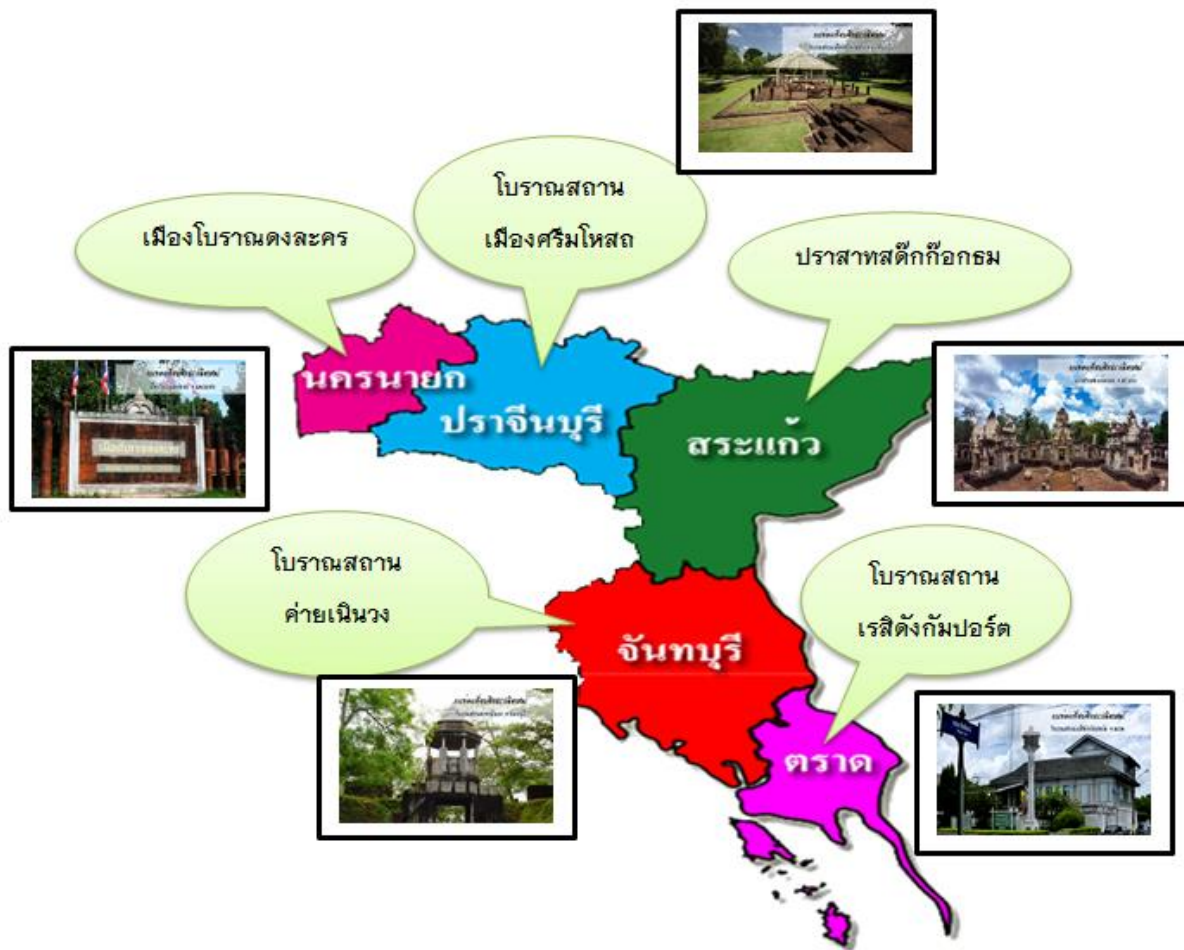 โบราณสถาน
เมืองศรีมโหสถ
เมืองโบราณดงละคร
ปราสาทสด๊กก๊อกธม
นครนายก
ปราจีนบุรี
สระแก้ว
โบราณสถาน
ค่ายเนินวง
โบราณสถาน
เรสิดังกัมปอร์ต
จันทบุรี
ตราด